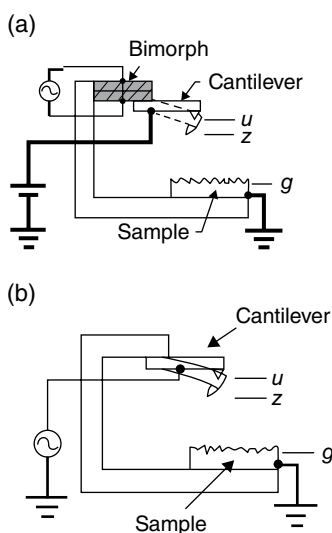 (a)
Bimorph
Cantilever
u
z
g
Sample
(b)
Cantilever
u
z
g
Sample